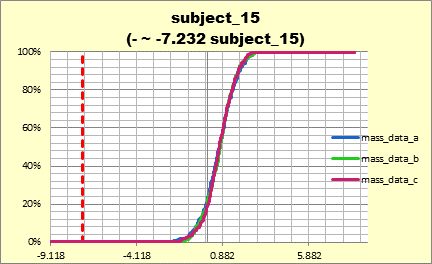 subject_15
(- ~ -7.232 subject_15)
100%
80%
60%
40%
20%
0%
mass_data_a
mass_data_b
mass_data_c
-9.118 -4.118 0.882 5.882